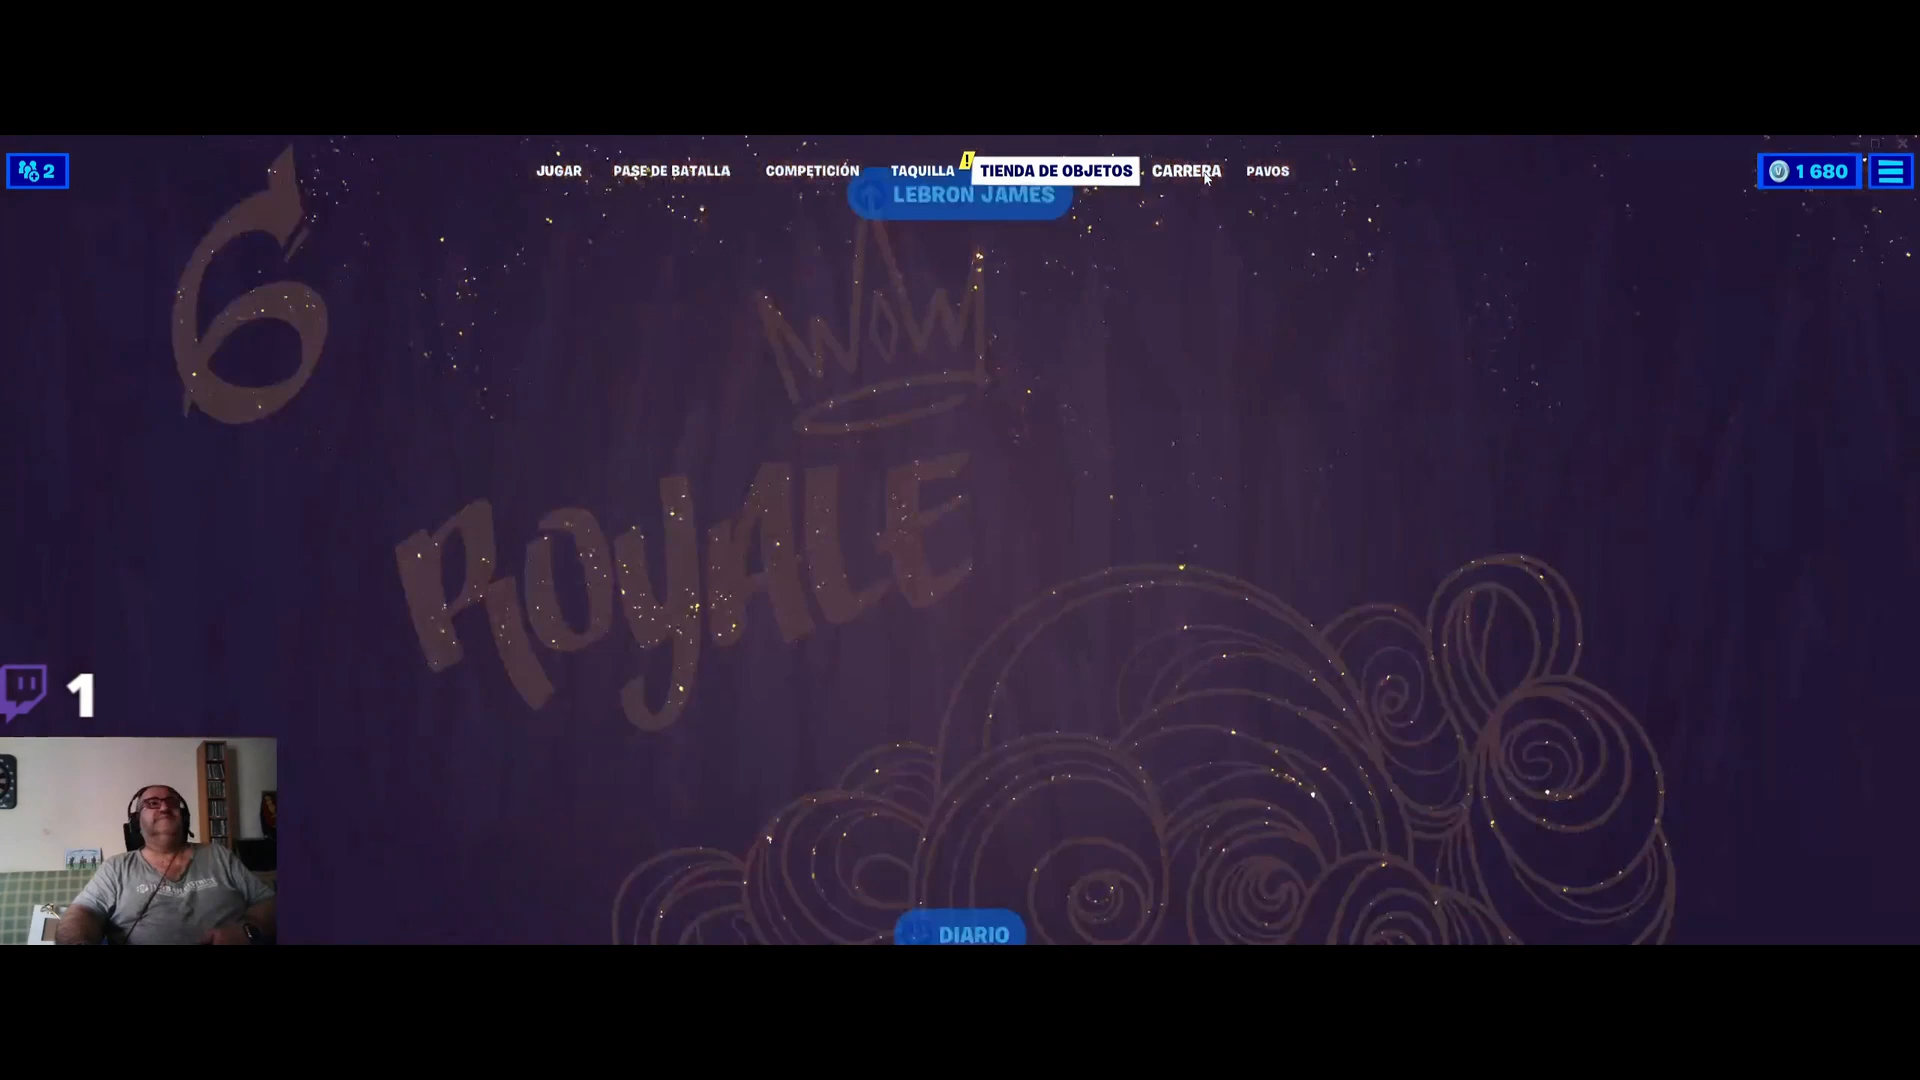 2
JUGAR
PASE DE BATALLA
COMPETICIÓN
TAQUILLA
!
TIENDA DE OBJETOS
CARRERA
PAVOS
V 1 680
LEBRON JAMES
6
WOW
ROYALE
1
DIARIO